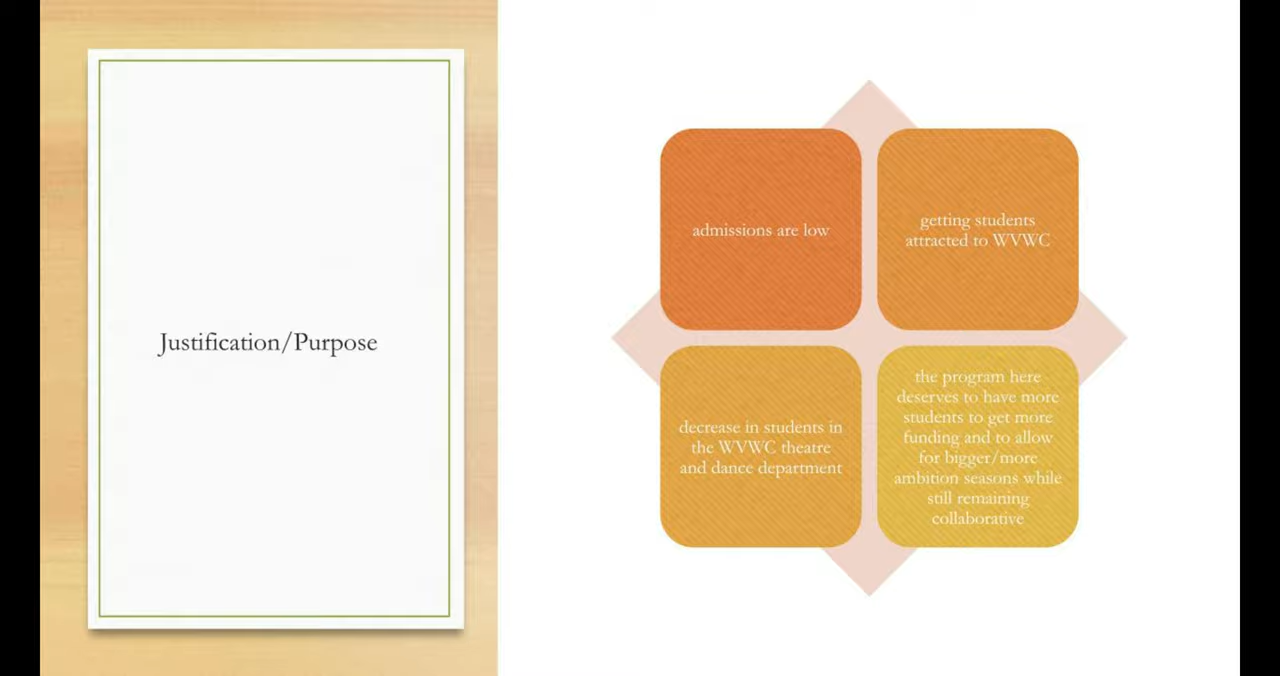 Justification/Purpose
admissions are low
getting students
attracted to WVWC
decrease in students in
the WVWC theatre
and dance department
the program here
deserves to have more
students to get more
funding and to allow
for bigger/more
ambition seasons while
still remaining
collaborative